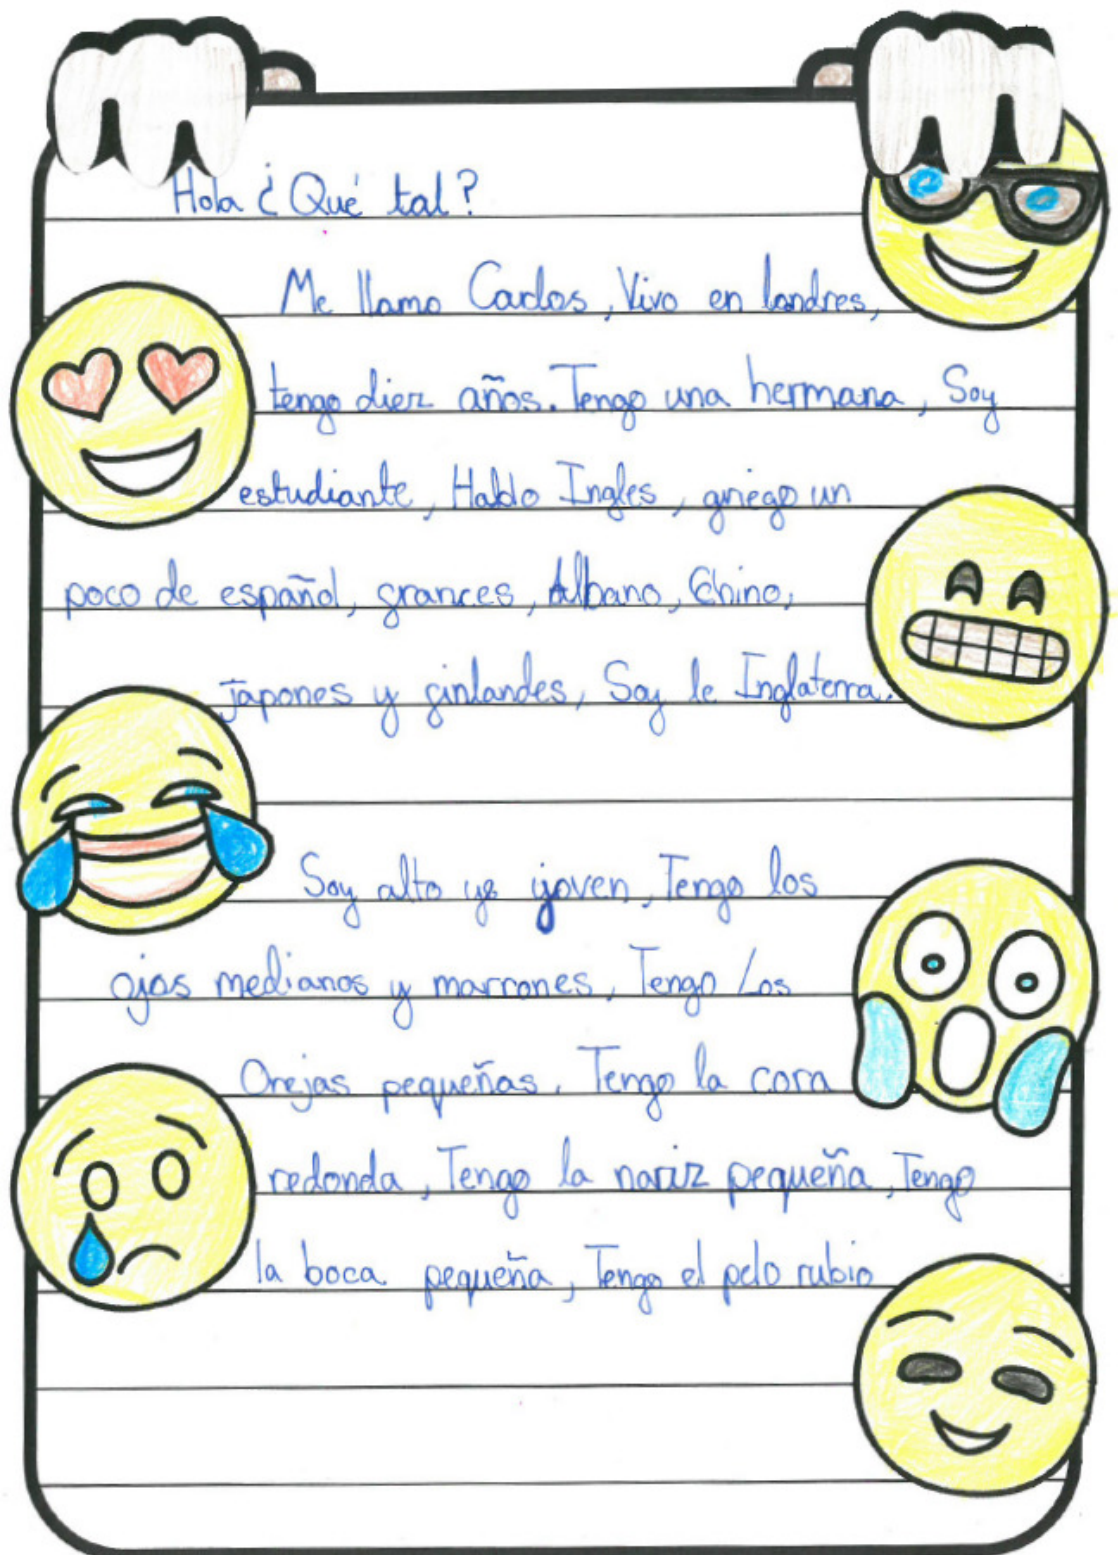 Hola ¿Qué tal?
Me llamo Carlos, Vivo en londres,
tengo diez años. Tengo una hermana, Soy
estudiante, Hablo Ingles, griego un
poco de español, grances, Albano, Chino,
Japones y ginlandes, Soy de Inglaterra.
Soy alto y joven, Tengo los
ojos medianos y marrones, Tengo Los
Orejas pequeñas. Tengo la cara
redonda, Tengo la nariz pequeña, Tengo
la boca pequeña, Tengo el pelo rubio